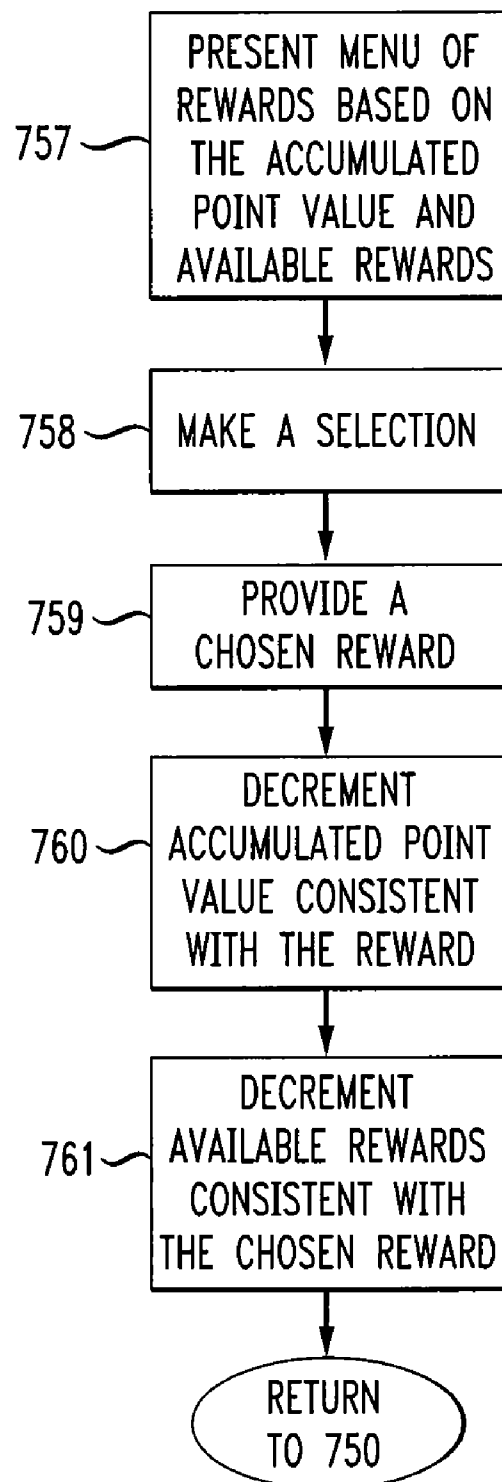 PRESENT MENU OF
REWARDS BASED ON
757
THE ACCUMULATED
POINT VALUE AND
AVAILABLE REWARDS
758
MAKE A SELECTION
PROVIDE A
759
CHOSEN REWARD
DECREMENT
760
ACCUMULATED POINT
VALUE CONSISTENT
WITH THE REWARD
DECREMENT
AVAILABLE REWARDS
761
CONSISTENT WITH
THE CHOSEN REWARD
RETURN
TO 750